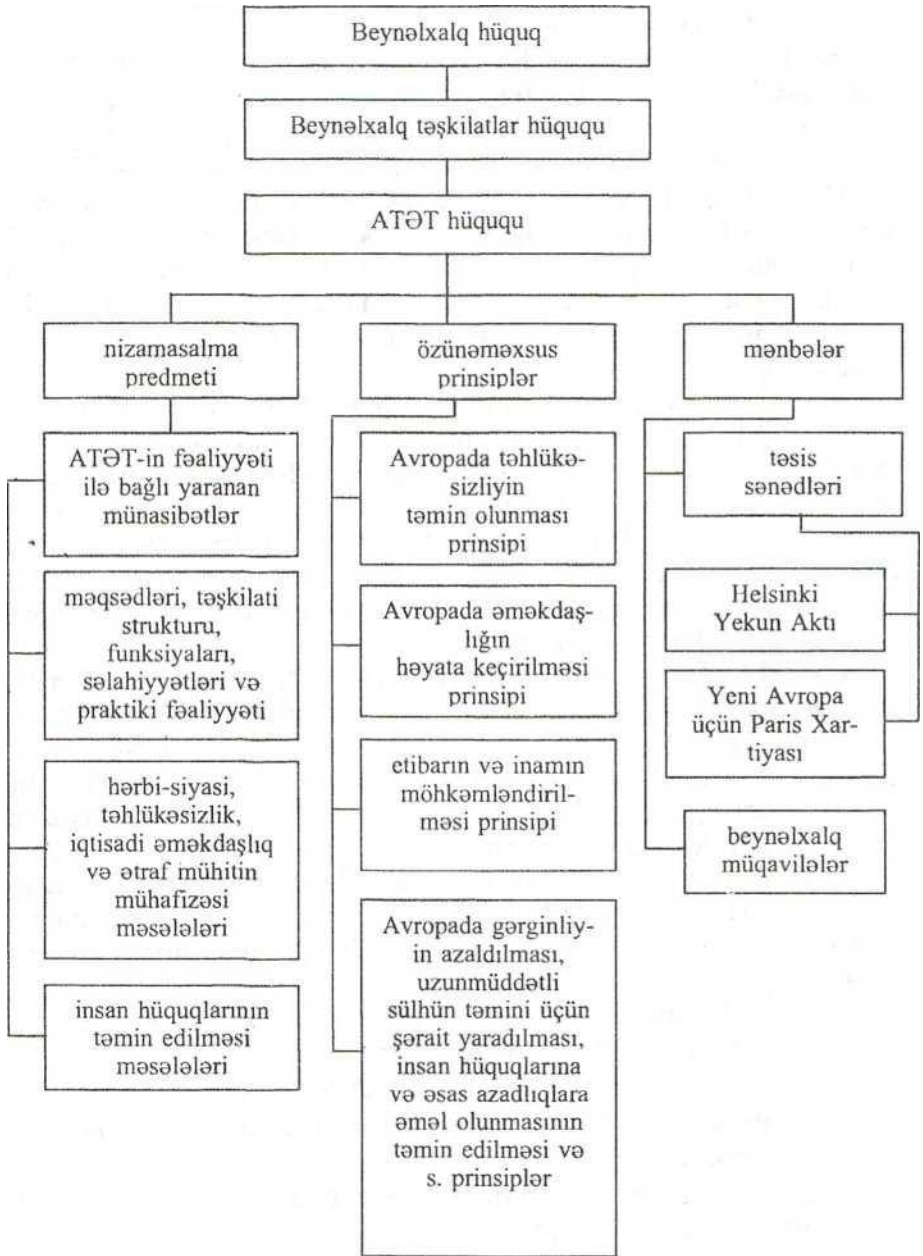 Beynəlxalq hüquq
Beynəlxalq təşkilatlar hüququ
ATƏT hüququ
nizamasalma
predmeti
ATƏT-in fəaliyyəti
ilə bağlı yaranan
münasibətlər
məqsədləri, təşkilati
strukturu,
funksiyaları,
səlahiyyətləri və
praktiki fəaliyyəti
hərbi-siyasi,
təhlükəsizlik,
iqtisadi əməkdaşlıq
və ətraf mühitin
mühafizəsi
məsələləri
insan hüquqlarının
təmin edilməsi
məsələləri
özünəməxsus
prinsiplər
Avropada təhlükə-
sizliyin
təmin olunması
prinsipi
Avropada əməkdaş-
lığın
həyata keçirilməsi
prinsipi
etibarın və inamın
möhkəmləndiril-
məsi prinsipi
Avropada gərginliy-
in azaldılması,
uzunmüddətli
sülhün təmini üçün
şərait yaradılması,
insan hüquqlarına
və əsas azadlıqlara
əməl olunmasının
təmin edilməsi və
s. prinsiplər
mənbələr
təsis
sənədləri
Helsinki
Yekun Aktı
Yeni Avropa
üçün Paris Xar-
tiyası
beynəlxalq
müqavilələr